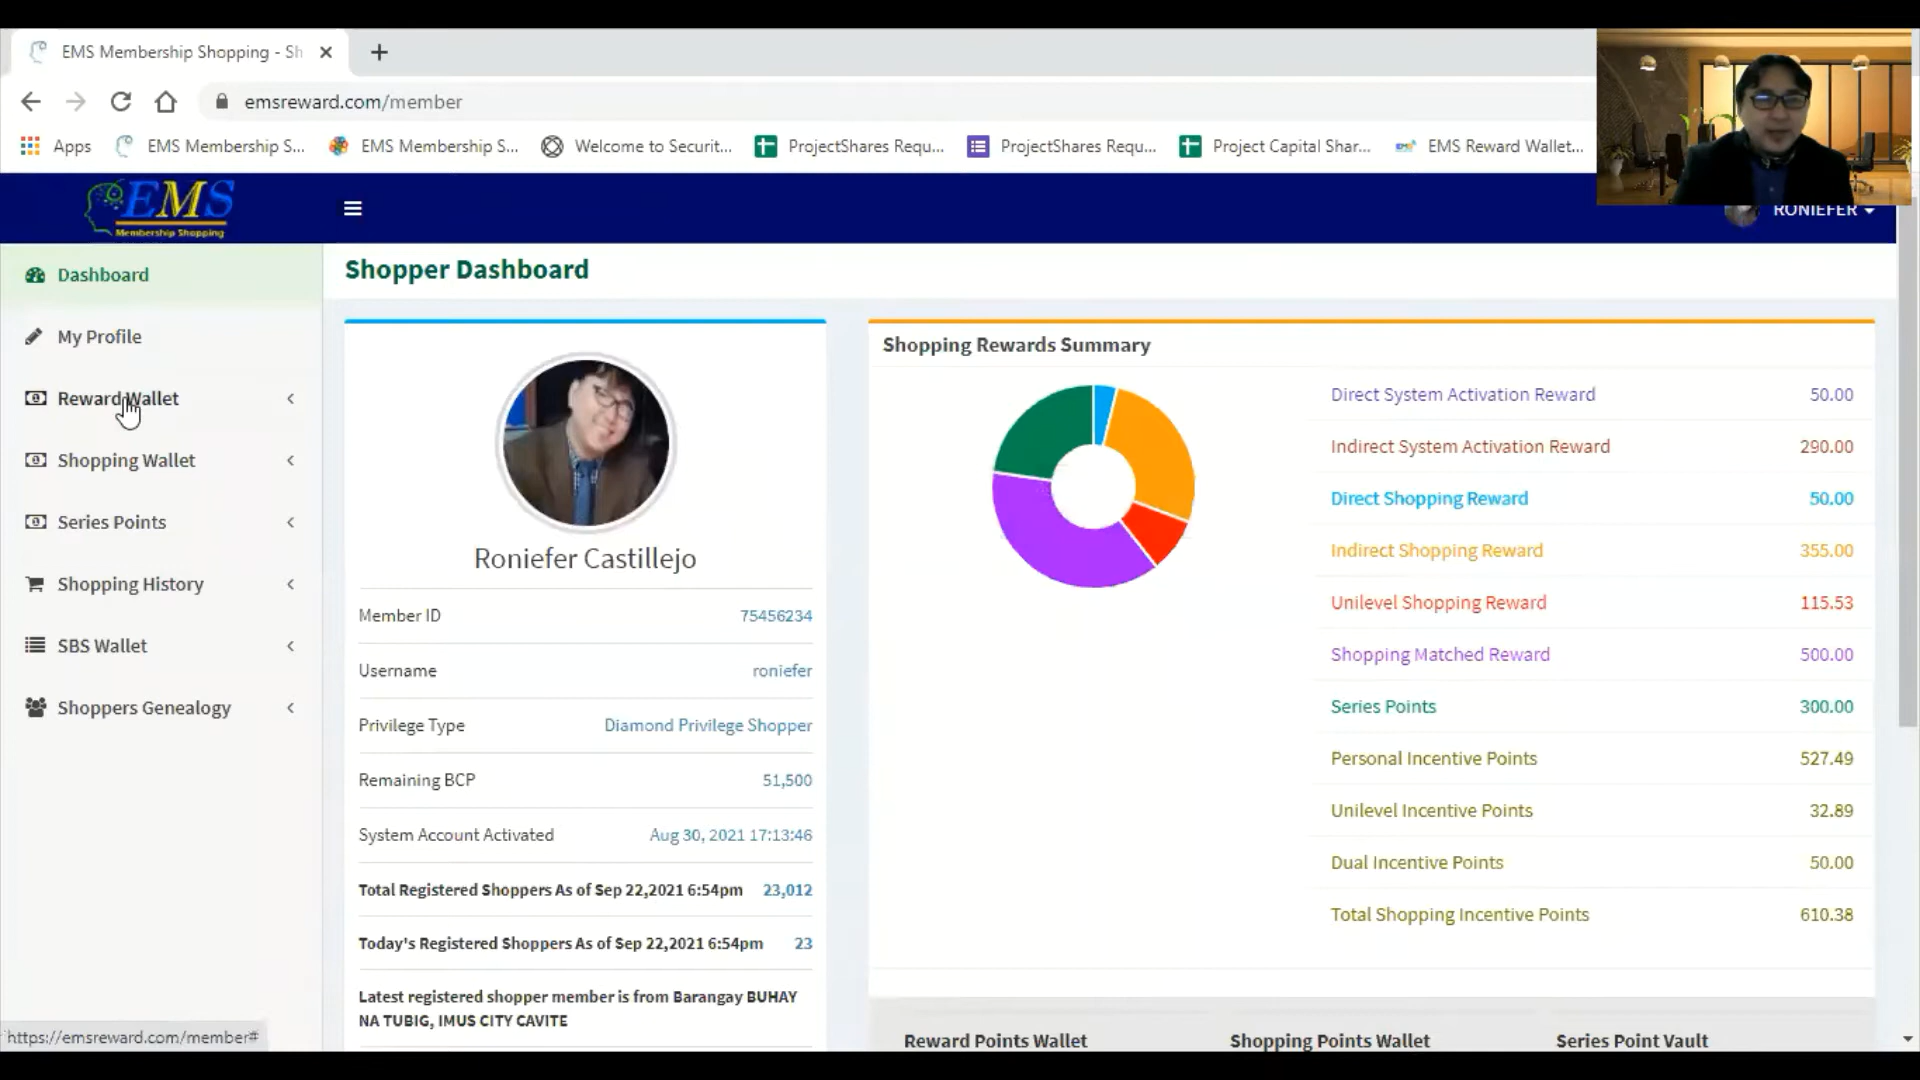 EMS Membership Shopping - Sh
emsreward.com/member
Apps
EMS Membership S...
EMS Membership S...
Welcome to Securit...
ProjectShares Requ...
ProjectShares Requ...
Project Capital Shar...
EMS Reward Wallet...
EMS
Membership Shopping
RONIEFER
Dashboard
My Profile
Reward Wallet
Shopping Wallet
Series Points
Shopping History
SBS Wallet
Shoppers Genealogy
https://emsreward.com/member#
Shopper Dashboard
Roniefer Castillejo
Member ID 75456234
Username roniefer
Privilege Type Diamond Privilege Shopper
Remaining BCP 51,500
System Account Activated Aug 30, 2021 17:13:46
Total Registered Shoppers As of Sep 22,2021 6:54pm 23,012
Today's Registered Shoppers As of Sep 22,2021 6:54pm 23
Latest registered shopper member is from Barangay BUHAY
NA TUBIG, IMUS CITY CAVITE
Shopping Rewards Summary
Direct System Activation Reward 50.00
Indirect System Activation Reward 290.00
Direct Shopping Reward 50.00
Indirect Shopping Reward 355.00
Unilevel Shopping Reward 115.53
Shopping Matched Reward 500.00
Series Points 300.00
Personal Incentive Points 527.49
Unilevel Incentive Points 32.89
Dual Incentive Points 50.00
Total Shopping Incentive Points 610.38
Reward Points Wallet
Shopping Points Wallet
Series Point Vault